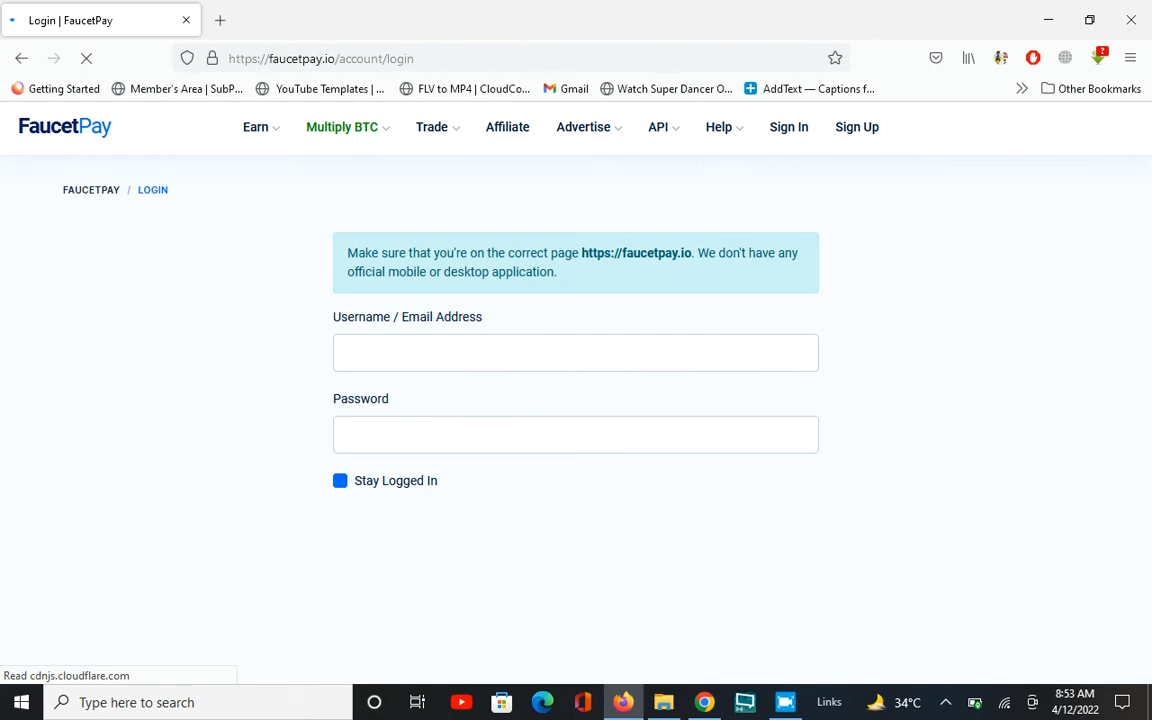 Login | FaucetPay
https://faucetpay.io/account/login
Getting Started
Member's Area | SubP...
YouTube Templates | ...
FLV to MP4 | CloudCo...
Gmail
Watch Super Dancer O...
AddText — Captions f...
Other Bookmarks
FaucetPay
Earn
Multiply BTC
Trade
Affiliate
Advertise
API
Help
Sign In
Sign Up
FAUCETPAY / LOGIN
Make sure that you're on the correct page https://faucetpay.io. We don't have any
official mobile or desktop application.
Username / Email Address
Password
Stay Logged In
Read cdnjs.cloudflare.com
Type here to search
Links
34°C
8:53 AM
4/12/2022